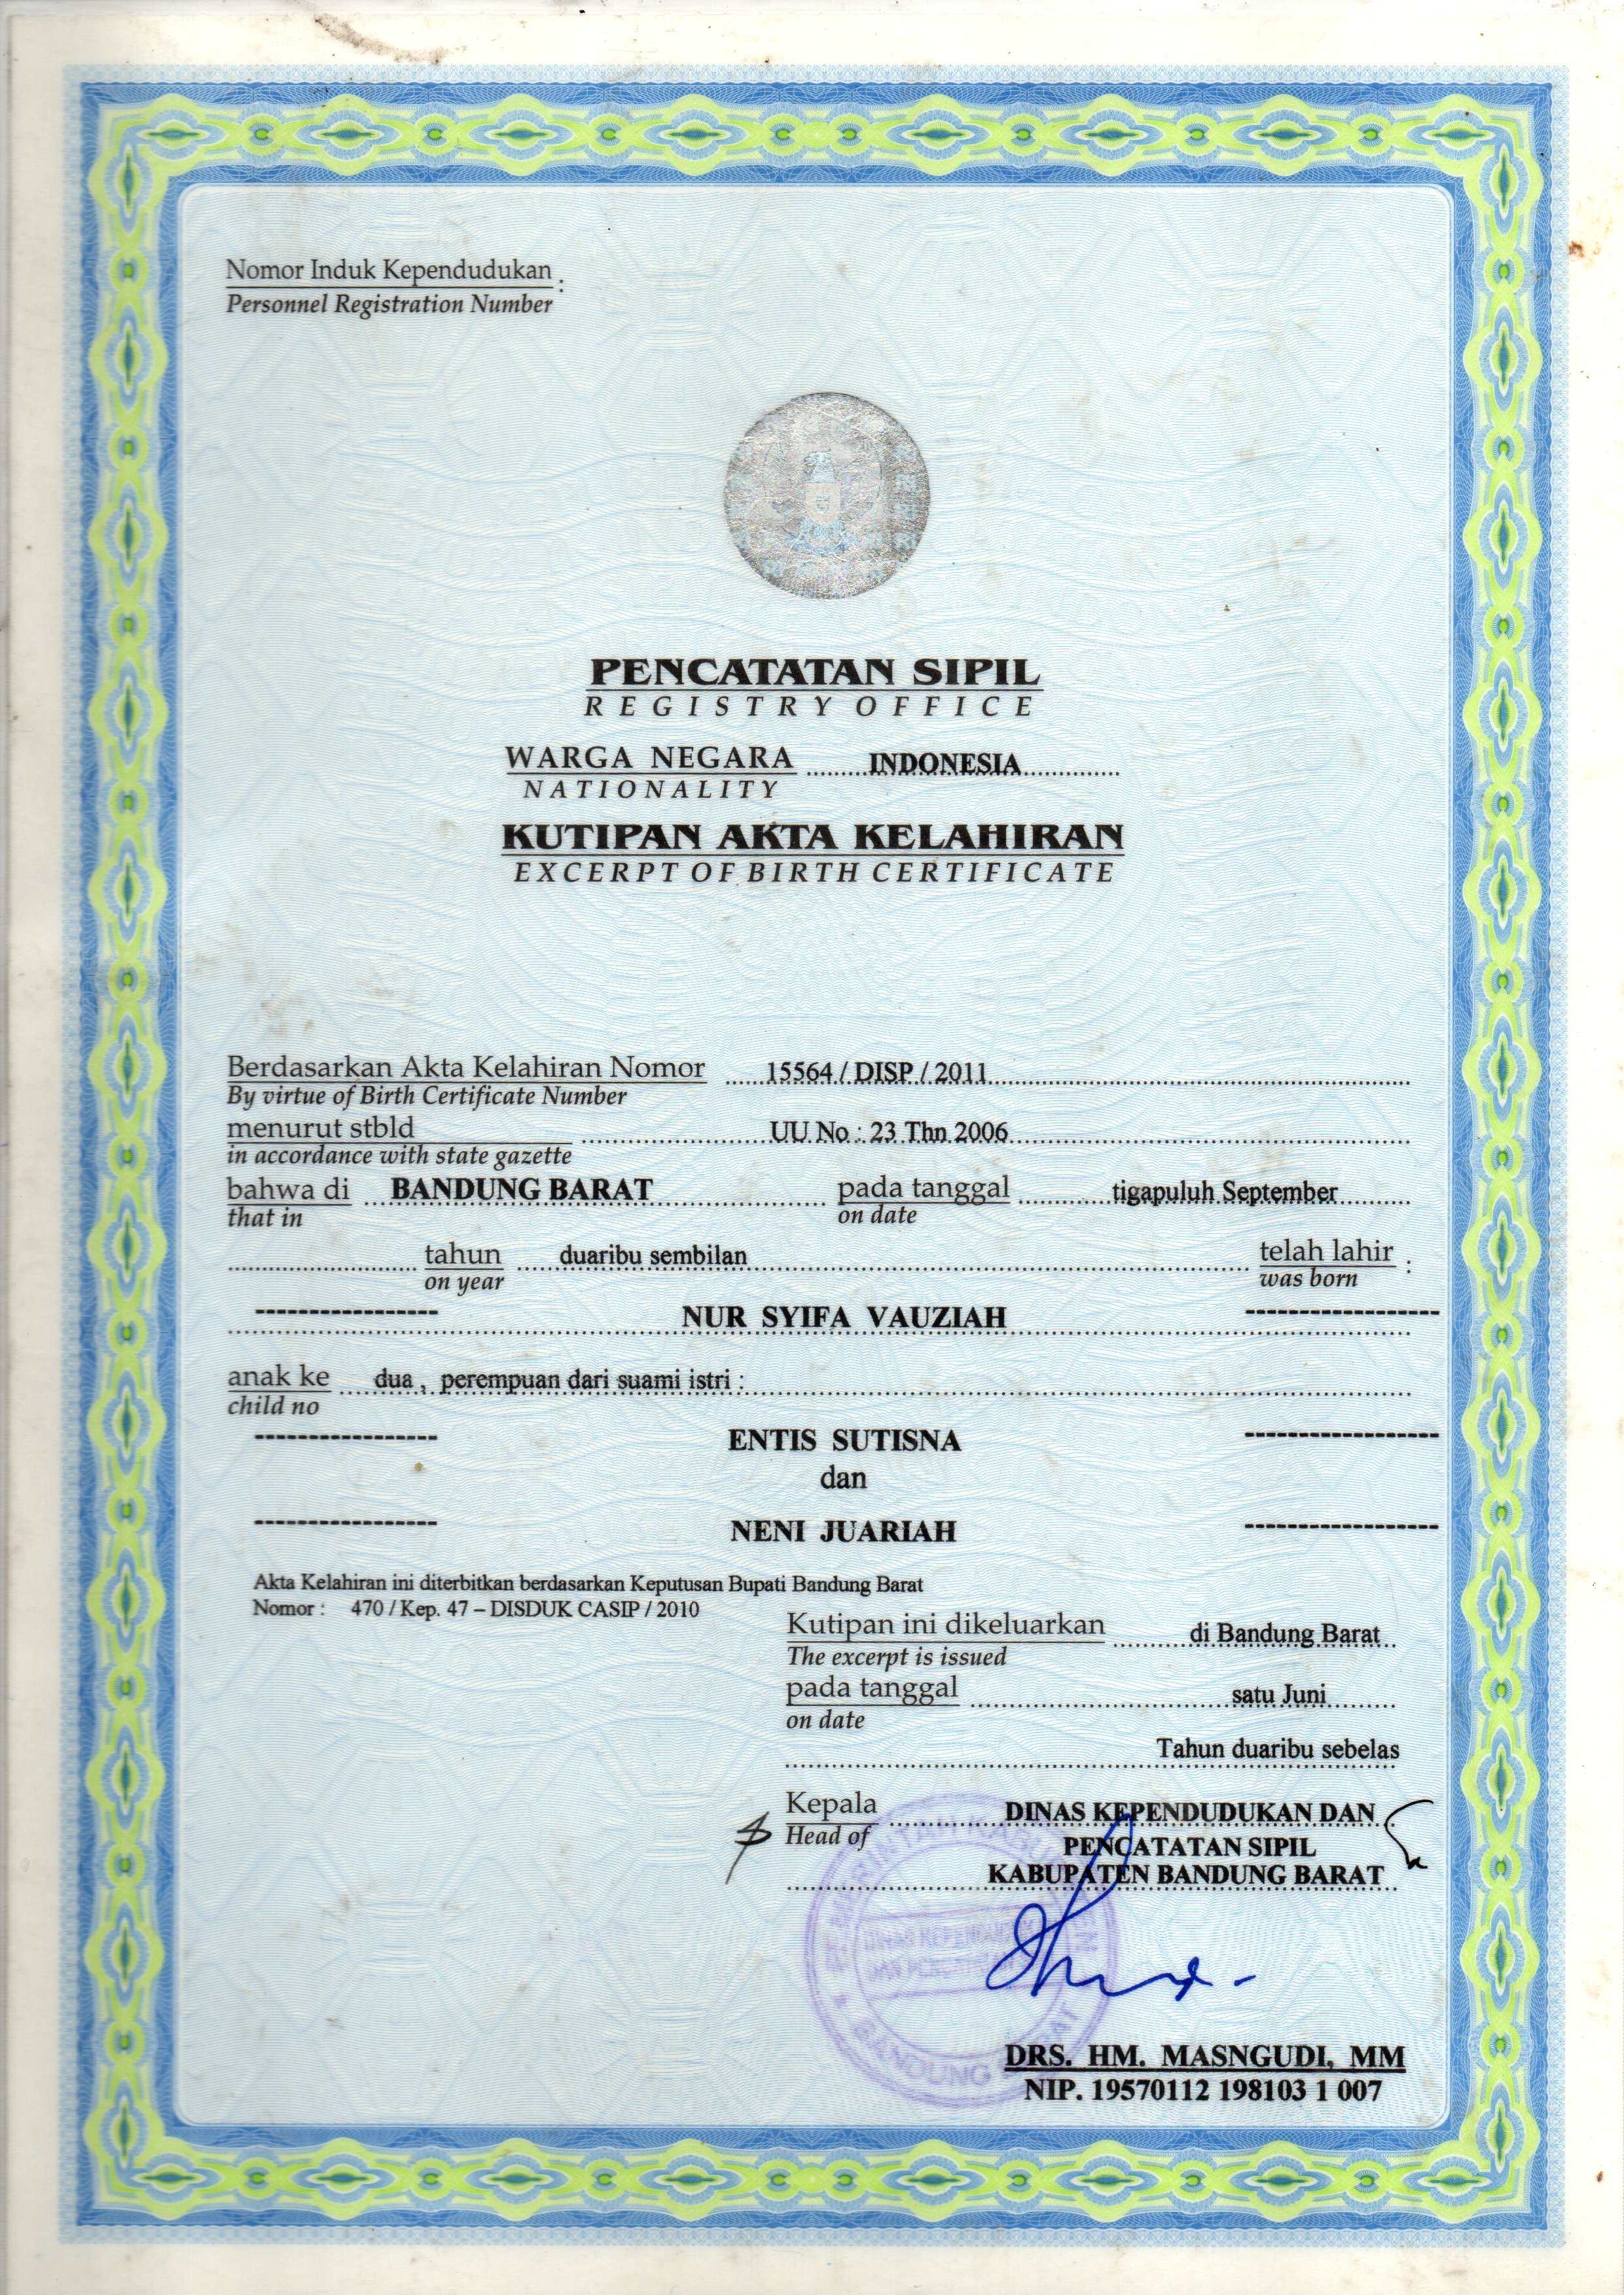 Nomor Induk Kependudukan :
Personnel Registration Number
PENCATATAN SIPIL
REGISTRY OFFICE
WARGA NEGARA INDONESIA
NATIONALITY
KUTIPAN AKTA KELAHIRAN
EXCERPT OF BIRTH CERTIFICATE
Berdasarkan Akta Kelahiran Nomor 15564 / DISP / 2011
By virtue of Birth Certificate Number
menurut stbld UU No : 23 Thn 2006
in accordance with state gazette
bahwa di BANDUNG BARAT pada tanggal tigapuluh September
that in on date
tahun duaribu sembilan telah lahir :
on year was born
NUR SYIFA VAUZIAH
anak ke dua , perempuan dari suami istri :
child no
ENTIS SUTISNA
dan
NENI JUARIAH
Akta Kelahiran ini diterbitkan berdasarkan Keputusan Bupati Bandung Barat
Nomor : 470 / Kep. 47 – DISDUK CASIP / 2010
Kutipan ini dikeluarkan di Bandung Barat
The excerpt is issued
pada tanggal satu Juni
on date
Tahun duaribu sebelas
Kepala DINAS KEPENDUDUKAN DAN
Head of PENCATATAN SIPIL
KABUPATEN BANDUNG BARAT
DRS. HM. MASNGUDI, MM
NIP. 19570112 198103 1 007